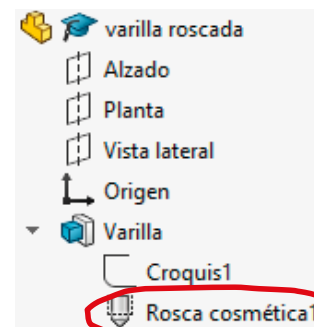 varilla roscada
Alzado
Planta
Vista lateral
Origen
Varilla
Croquis1
Rosca cosmética1